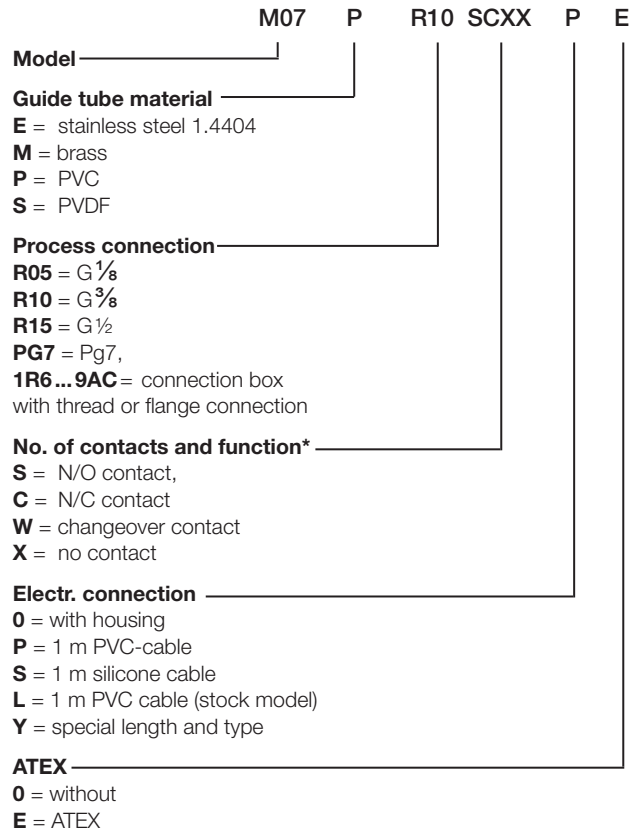 M07 P R10 SCXX P E
Model
Guide tube material
E = stainless steel 1.4404
M = brass
P = PVC
S = PVDF
Process connection
R05 = G ⅛
R10 = G ⅜
R15 = G ½
PG7 = Pg7,
1R6 ... 9AC = connection box
with thread or flange connection
No. of contacts and function*
S = N/O contact,
C = N/C contact
W = changeover contact
X = no contact
Electr. connection
0 = with housing
P = 1 m PVC-cable
S = 1 m silicone cable
L = 1 m PVC cable (stock model)
Y = special length and type
ATEX
0 = without
E = ATEX